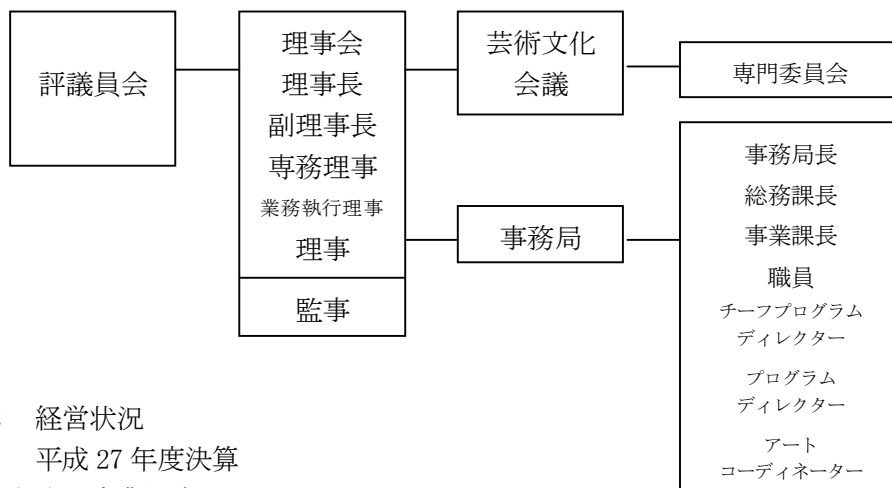 評議員会
理事会
理事長
副理事長
専務理事
業務執行理事
理事
監事
芸術文化
会議
専門委員会
事務局
事務局長
総務課長
事業課長
職員
チーフプログラム
ディレクター
プログラム
ディレクター
アート
コーディネーター
経営状況
平成 27 年度決算